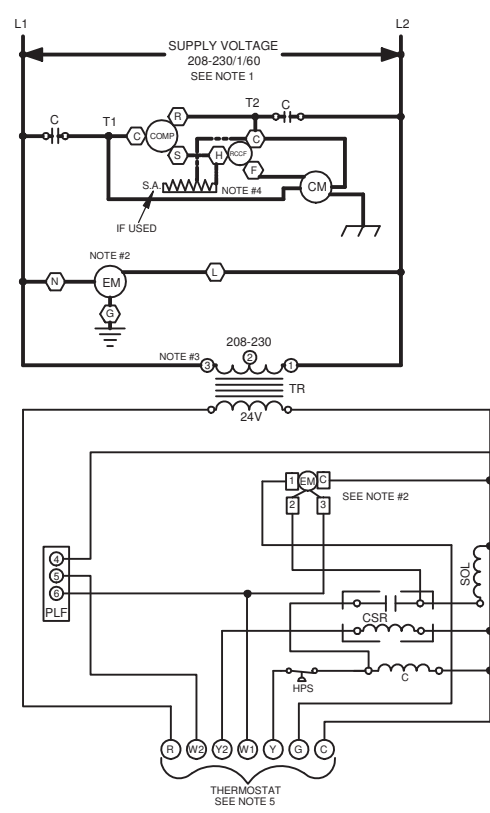 L1 L2
SUPPLY VOLTAGE
208-230/1/60
SEE NOTE 1
C T1 T2 C
R
C COMP C
S H RCCF
F
S.A. NOTE #4 CM
IF USED
NOTE #2
N EM L
G
208-230
NOTE #3 3 2 1
TR
24V
1 EM C
2 3 SEE NOTE #2
4
5
6
PLF
SOL
CSR
HPS C
R W2 Y2 W1 Y G C
THERMOSTAT
SEE NOTE 5